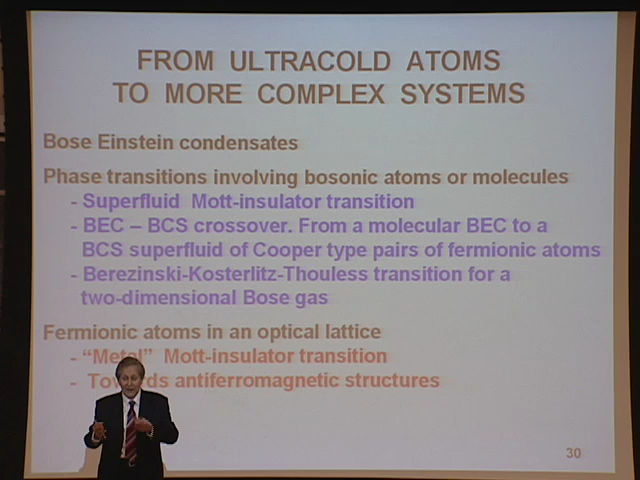 FROM ULTRACOLD ATOMS
TO MORE COMPLEX SYSTEMS
Bose Einstein condensates
Phase transitions involving bosonic atoms or molecules
- Superfluid Mott-insulator transition
- BEC – BCS crossover. From a molecular BEC to a
BCS superfluid of Cooper type pairs of fermionic atoms
- Berezinski-Kosterlitz-Thouless transition for a
two-dimensional Bose gas
Fermionic atoms in an optical lattice
- “Metal” Mott-insulator transition
- Towards antiferromagnetic structures
30